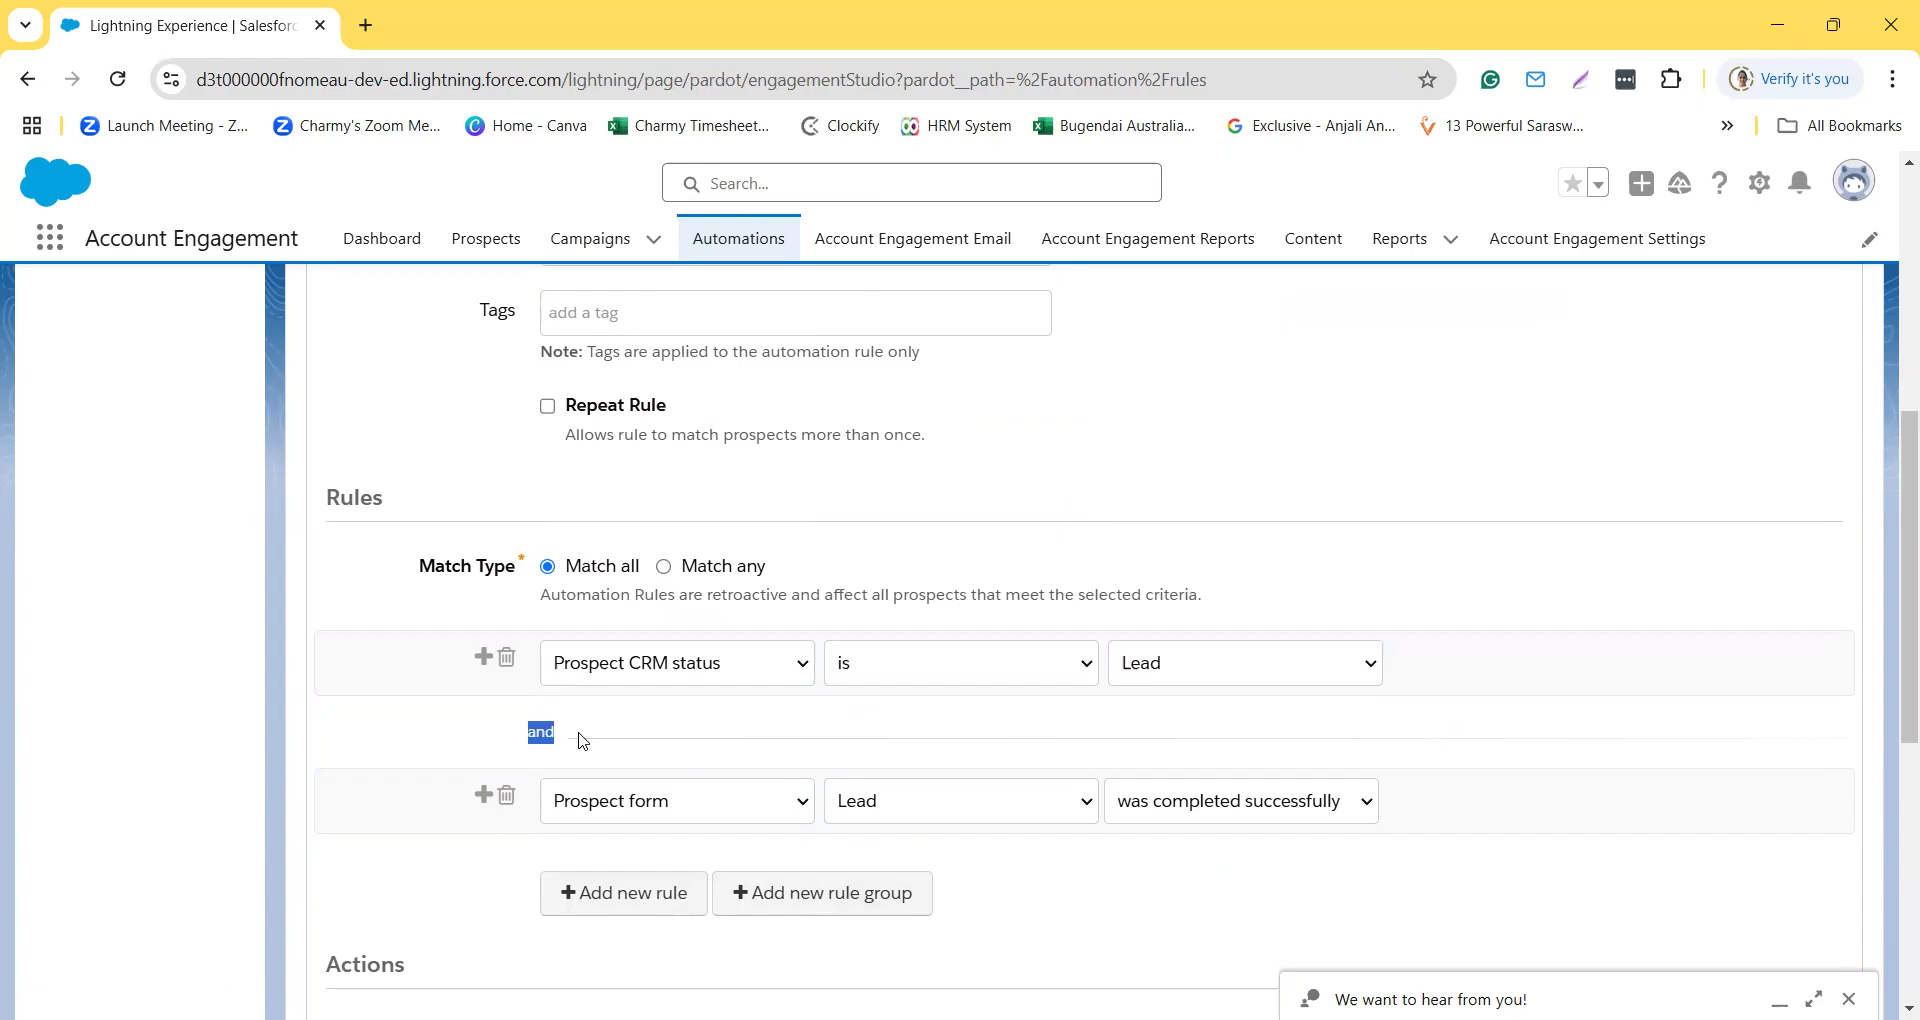 Lightning Experience | Salesforc
d3t000000fnomeau-dev-ed.lightning.force.com/lightning/page/pardot/engagementStudio?pardot__path=%2Fautomation%2Frules
Verify it's you
Launch Meeting - Z...
Charmy's Zoom Me...
Home - Canva
Charmy Timesheet...
Clockify
HRM System
Bugendai Australia...
Exclusive - Anjali An...
13 Powerful Sarasw...
All Bookmarks
Search...
Account Engagement
Dashboard
Prospects
Campaigns
Automations
Account Engagement Email
Account Engagement Reports
Content
Reports
Account Engagement Settings
Tags
add a tag
Note: Tags are applied to the automation rule only
Repeat Rule
Allows rule to match prospects more than once.
Rules
Match Type* Match all Match any
Automation Rules are retroactive and affect all prospects that meet the selected criteria.
Prospect CRM status is Lead
and
Prospect form Lead was completed successfully
+ Add new rule + Add new rule group
Actions
We want to hear from you!